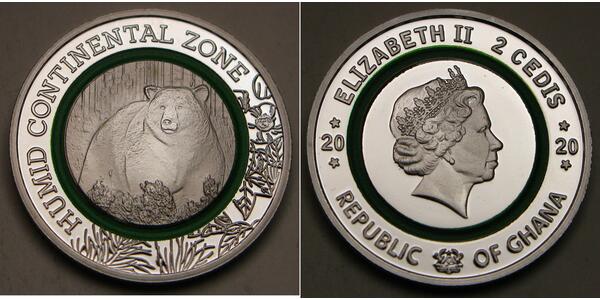 HUMID CONTINENTAL ZONE
ELIZABETH II 2 CEDIS
20 20
REPUBLIC OF GHANA